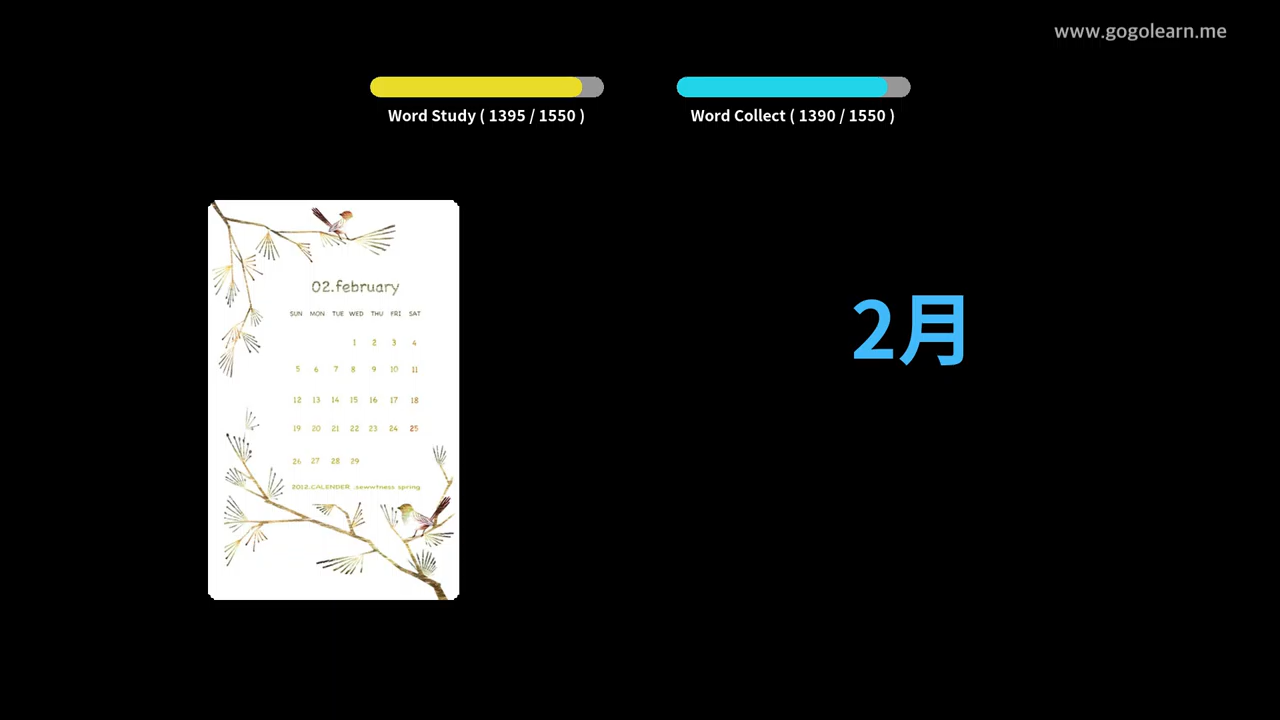 www.gogolearn.me
Word Study ( 1395 / 1550 )
Word Collect ( 1390 / 1550 )
02.february
SUN MON TUE WED THU FRI SAT
1 2 3 4
5 6 7 8 9 10 11
12 13 14 15 16 17 18
19 20 21 22 23 24 25
26 27 28 29
2012.CALENDER .sewwtness spring
2月